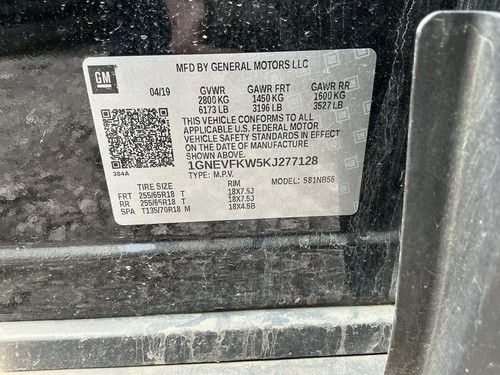 GM
MFD BY GENERAL MOTORS LLC
04/19 GVWR GAWR FRT GAWR RR
2800 KG 1450 KG 1600 KG
6173 LB 3196 LB 3527 LB
THIS VEHICLE CONFORMS TO ALL
APPLICABLE U.S. FEDERAL MOTOR
VEHICLE SAFETY STANDARDS IN EFFECT
ON THE DATE OF MANUFACTURE
SHOWN ABOVE.
384A 1GNEVFKW5KJ277128
TYPE: M.P.V. MODEL: 581NB56
TIRE SIZE RIM
FRT 255/65R18 T 18X7.5J
RR 255/65R18 T 18X7.5J
SPA T135/70R18 M 18X4.5B